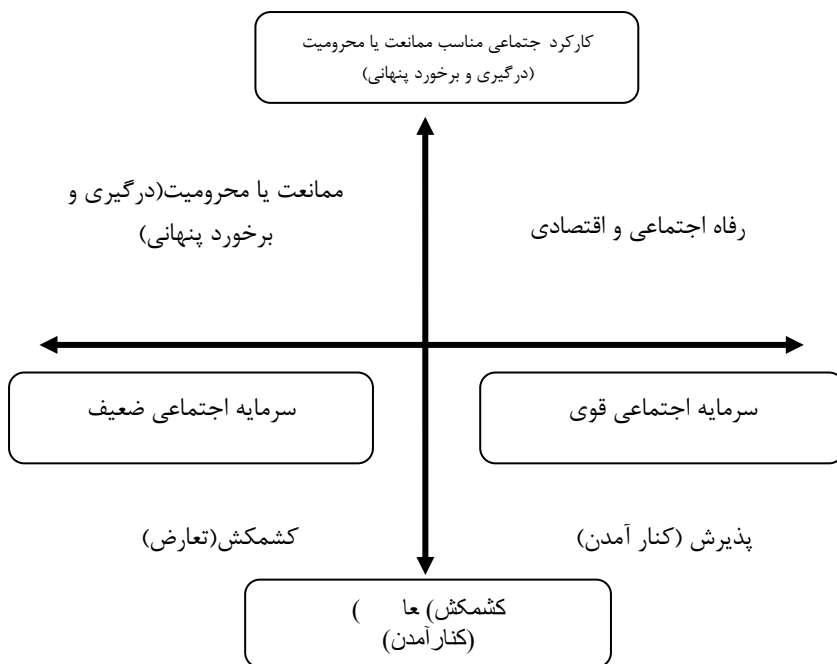 کارکرد جتماعی مناسب ممانعت یا محرومیت
(درگیری و برخورد پنهانی)
ممانعت یا محرومیت(درگیری و
برخورد پنهانی)
رفاه اجتماعی و اقتصادی
سرمایه اجتماعی قوی
سرمایه اجتماعی ضعیف
پذیرش (کنار آمدن)
کشمکش(تعارض)
کشمکش) عا (
(کنارآمدن)